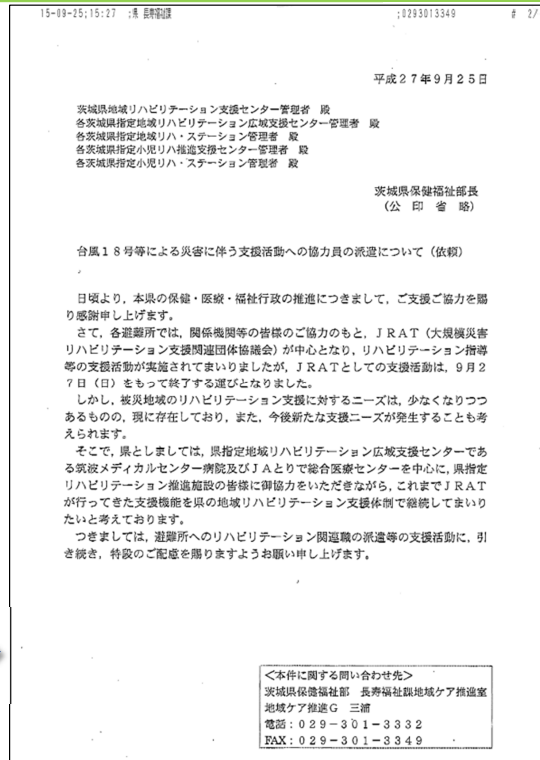 15-09-25;15:27 ;県 長寿福祉課 ;0293013349 # 2/
平成27年9月25日
茨城県地域リハビリテーション支援センター管理者 殿
各茨城県指定地域リハビリテーション広域支援センター管理者 殿
各茨城県指定地域リハ・ステーション管理者 殿
各茨城県指定小児リハ推進支援センター管理者 殿
各茨城県指定小児リハ・ステーション管理者 殿
茨城県保健福祉部長
(公 印 省 略)
台風18号等による災害に伴う支援活動への協力員の派遣について(依頼)
日頃より,本県の保健・医療・福祉行政の推進につきまして,ご支援ご協力を賜
り感謝申し上げます。
さて,各避難所では,関係機関等の皆様のご協力のもと,JRAT(大規模災害
リハビリテーション支援関連団体協議会)が中心となり,リハビリテーション指導
等の支援活動が実施されてまいりましたが,JRATとしての支援活動は,9月2
7日(日)をもって終了する運びとなりました。
しかし,被災地域のリハビリテーション支援に対するニーズは,少なくなりつつ
あるものの,現に存在しており,また,今後新たな支援ニーズが発生することも考
えられます。
そこで,県としましては,県指定地域リハビリテーション広域支援センターであ
る筑波メディカルセンター病院及びJAとりで総合医療センターを中心に,県指定
リハビリテーション推進施設の皆様に御協力をいただきながら,これまでJRAT
が行ってきた支援機能を県の地域リハビリテーション支援体制で継続してまいり
たいと考えております。
つきましては,避難所へのリハビリテーション関連職の派遣等の支援活動に,引
き続き,特段のご配慮を賜りますようお願い申し上げます。
<本件に関する問い合わせ先>
茨城県保健福祉部 長寿福祉課地域ケア推進室
地域ケア推進G 三浦
電話:029-301-3332
FAX:029-301-3349